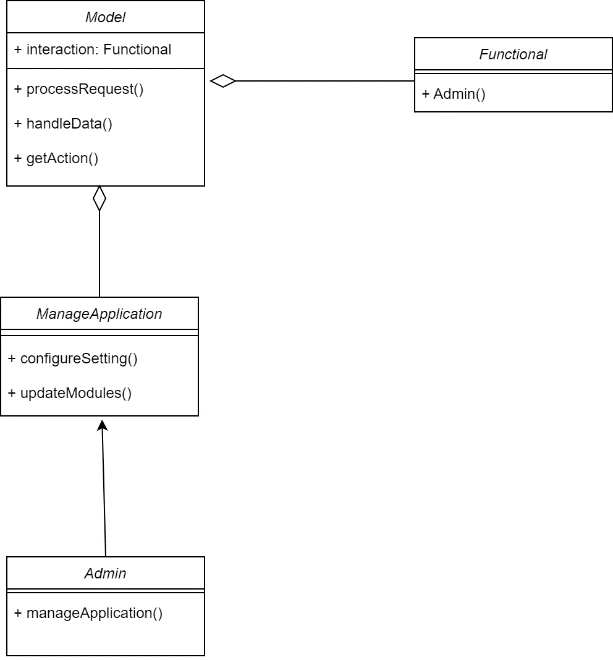 Model
+ interaction: Functional
+ processRequest()
+ handleData()
+ getAction()
Functional
+ Admin()
ManageApplication
+ configureSetting()
+ updateModules()
Admin
+ manageApplication()